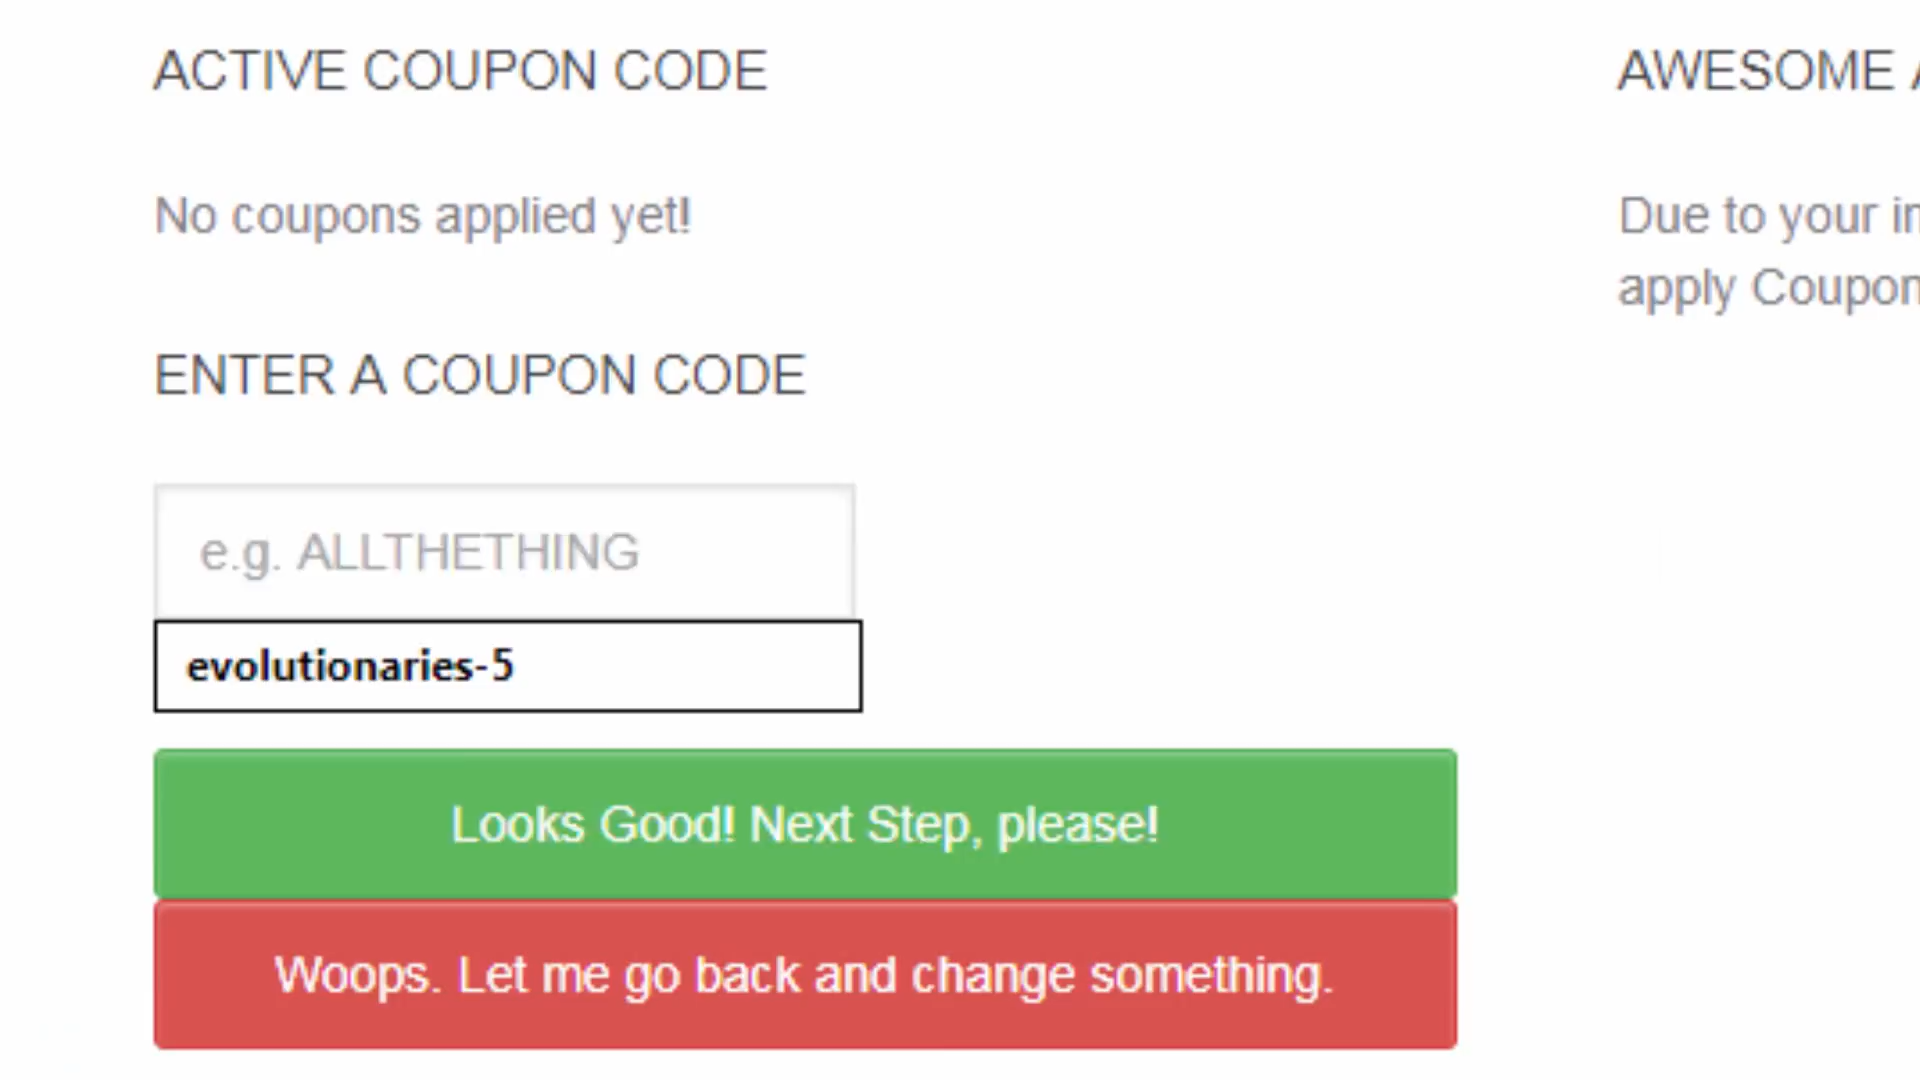 ACTIVE COUPON CODE
No coupons applied yet!
ENTER A COUPON CODE
e.g. ALLTHETHING
evolutionaries-5
Looks Good! Next Step, please!
Woops. Let me go back and change something.
AWESOME
Due to your
apply Coupon